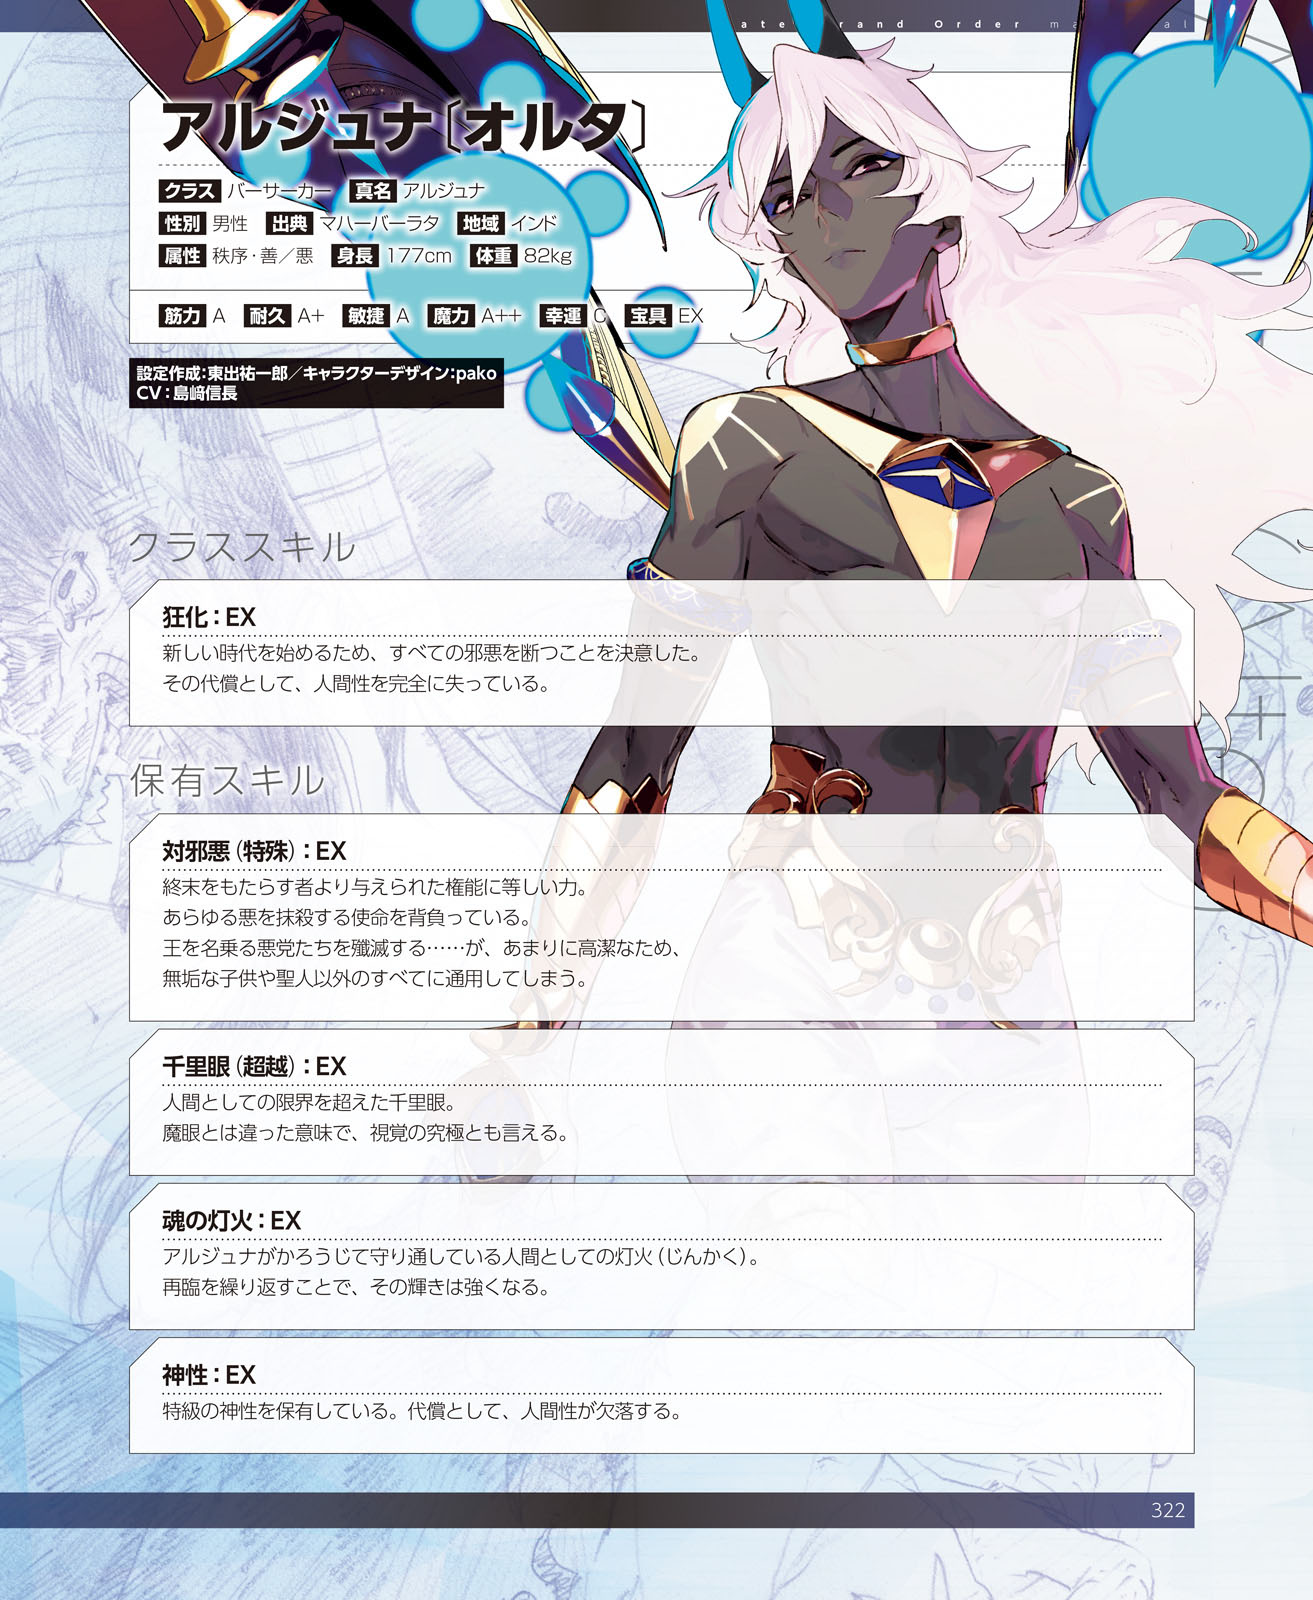 Grand Order
アルジュナ〔オルタ〕
クラス バーサーカー 真名 アルジュナ
性別 男性 出典 マハーバーラタ 地域 インド
属性 秩序・善／悪 身長 177cm 体重 82kg
筋力 A 耐久 A+ 敏捷 A 魔力 A++ 幸運 C 宝具 EX
設定作成：東出祐一郎／キャラクターデザイン：pako
CV：島﨑信長
クラススキル
狂化：EX
新しい時代を始めるため、すべての邪悪を断つことを決意した。
その代償として、人間性を完全に失っている。
保有スキル
対邪悪（特殊）：EX
終末をもたらす者より与えられた権能に等しい力。
あらゆる悪を抹殺する使命を背負っている。
王を名乗る悪党たちを殲滅する……が、あまりに高潔なため、
無垢な子供や聖人以外のすべてに通用してしまう。
千里眼（超越）：EX
人間としての限界を超えた千里眼。
魔眼とは違った意味で、視覚の究極とも言える。
魂の灯火：EX
アルジュナがかろうじて守り通している人間としての灯火（じんかく）。
再臨を繰り返すことで、その輝きは強くなる。
神性：EX
特級の神性を保有している。代償として、人間性が欠落する。
322